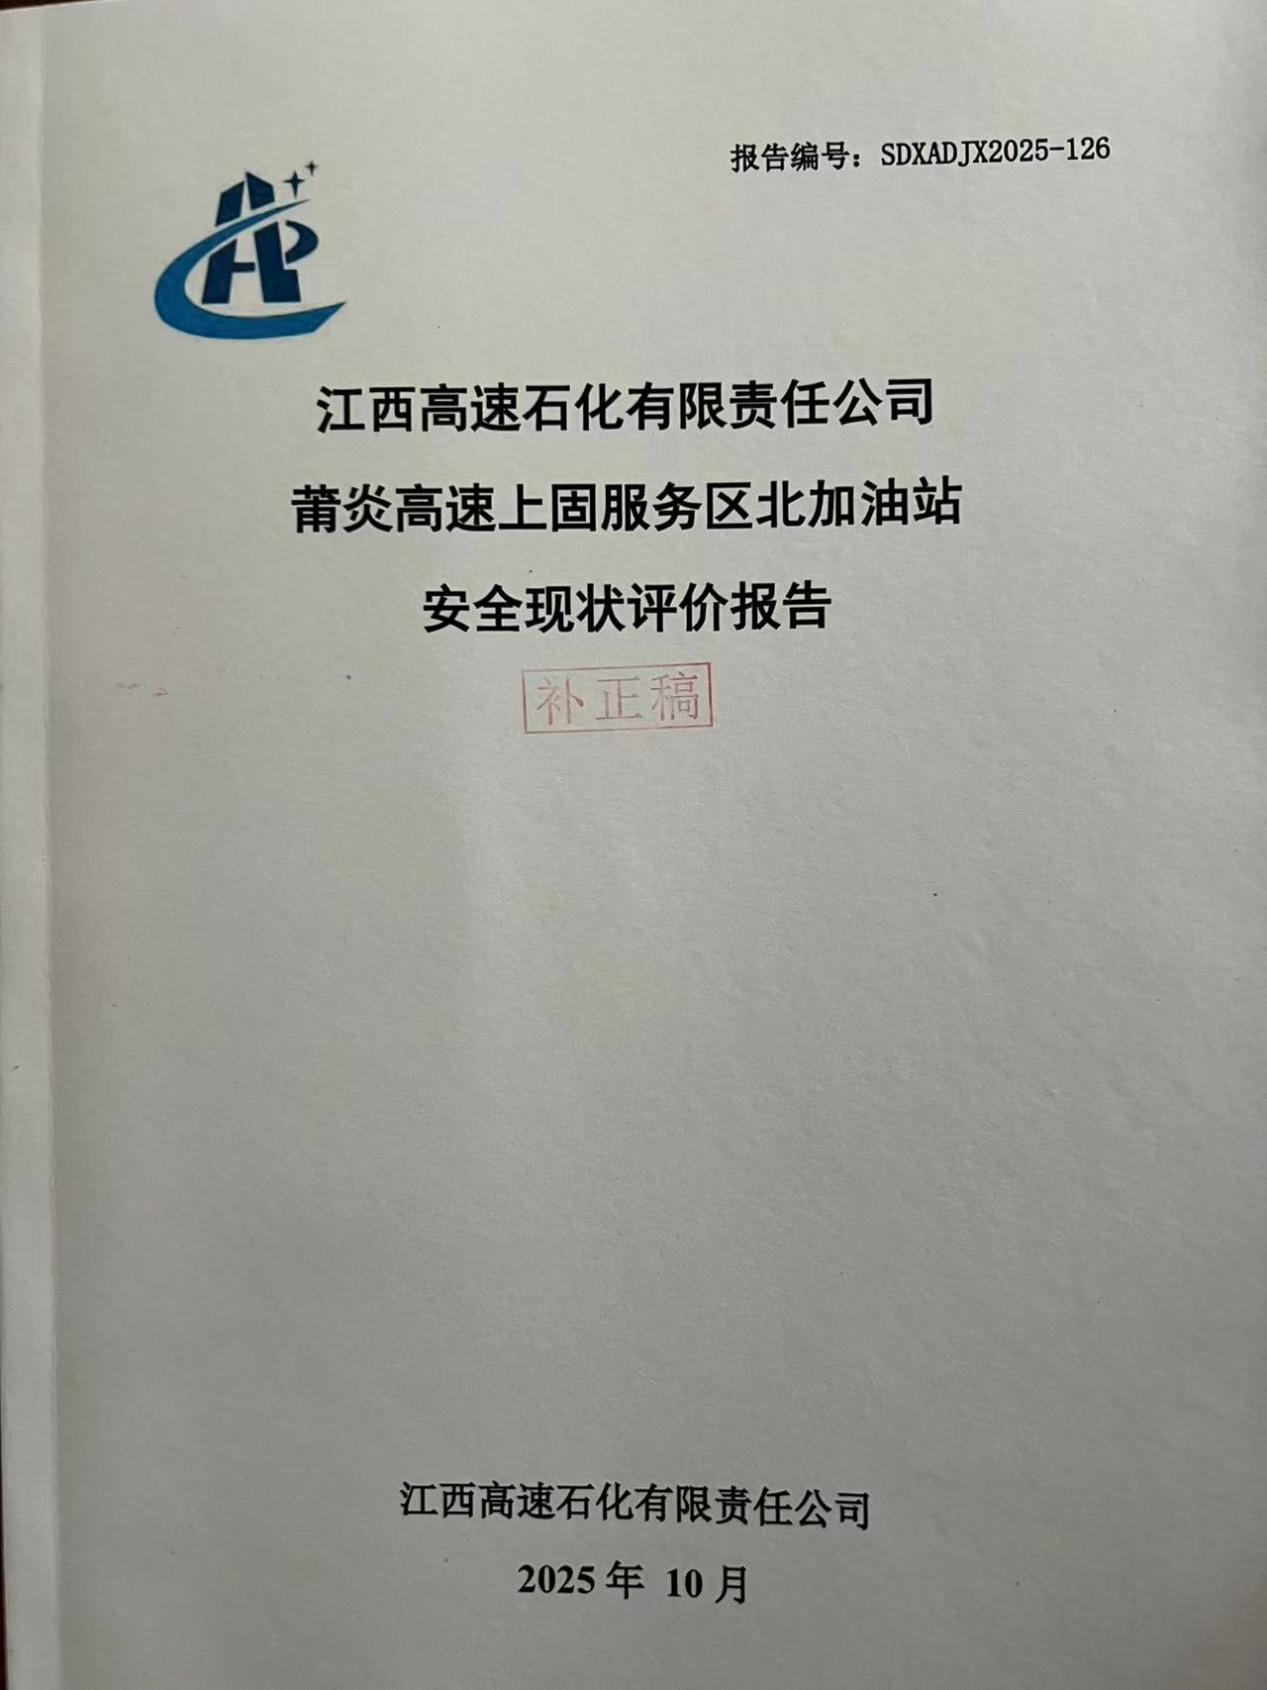 报告编号：SDXADJX2025-126
江西高速石化有限责任公司
莆炎高速上固服务区北加油站
安全现状评价报告
补正稿
江西高速石化有限责任公司
2025年 10月